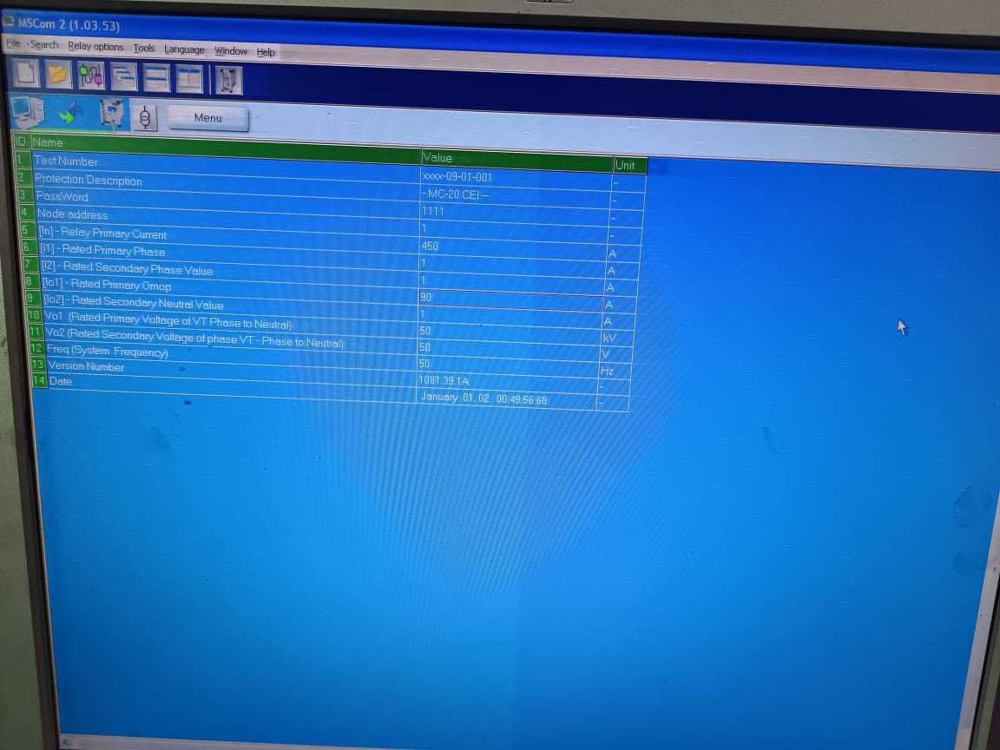 MSCom 2 (1.03.53)
File Search Relay options Tools Language Window Help
Menu
ID Name Value Unit
1 Test Number xxxx-09-01-001 -
2 Protection Description - MC-20 CEI -- -
3 PassWord 1111 -
4 Node address 1 -
5 [In] - Relay Primary Current 450 A
6 [I1] - Rated Primary Phase 1 A
7 [I2] - Rated Secondary Phase Value 1 A
8 [Io1] - Rated Primary Omop 90 A
9 [Io2] - Rated Secondary Neutral Value 1 A
10 Vo1 (Rated Primary Voltage of VT Phase to Neutral) 50 kV
11 Vo2 (Rated Secondary Voltage of phase VT - Phase to Neutral) 50 V
12 Freq (System Frequency) 50 Hz
13 Version Number 1081.39.1A -
14 Date January 01, 02 00:49:56:68 -